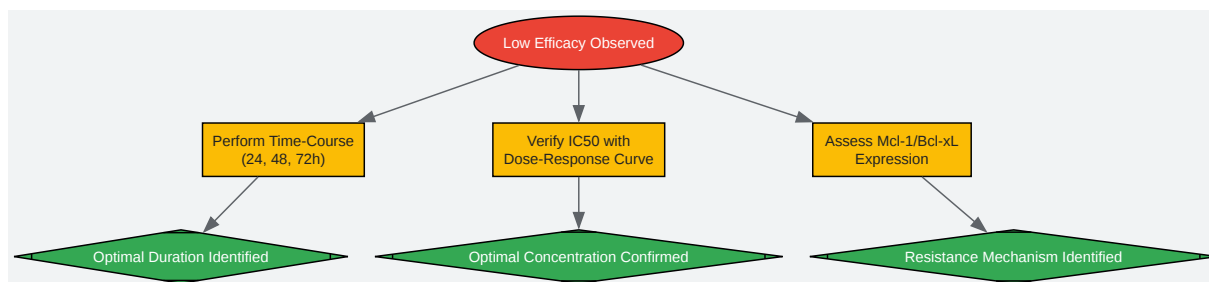 Low Efficacy Observed
Perform Time-Course
(24, 48, 72h)
Verify IC50 with
Dose-Response Curve
Assess Mcl-1/Bcl-xL
Expression
Optimal Duration Identified
Optimal Concentration Confirmed
Resistance Mechanism Identified